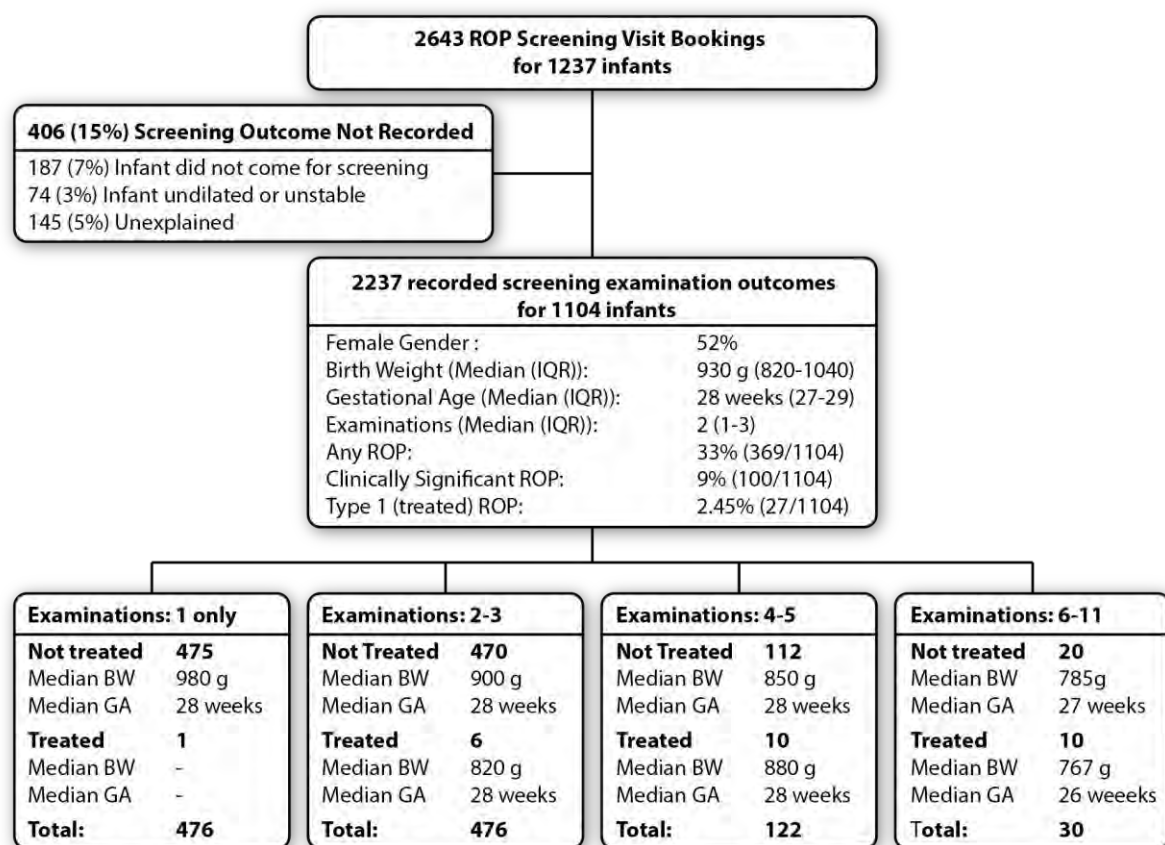 2643 ROP Screening Visit Bookings
for 1237 infants
406 (15%) Screening Outcome Not Recorded
187 (7%) Infant did not come for screening
74 (3%) Infant undilated or unstable
145 (5%) Unexplained
2237 recorded screening examination outcomes
for 1104 infants
Female Gender : 52%
Birth Weight (Median (IQR)): 930 g (820-1040)
Gestational Age (Median (IQR)): 28 weeks (27-29)
Examinations (Median (IQR)): 2 (1-3)
Any ROP: 33% (369/1104)
Clinically Significant ROP: 9% (100/1104)
Type 1 (treated) ROP: 2.45% (27/1104)
Examinations: 1 only
Not treated 475
Median BW 980 g
Median GA 28 weeks
Treated 1
Median BW -
Median GA -
Total: 476
Examinations: 2-3
Not Treated 470
Median BW 900 g
Median GA 28 weeks
Treated 6
Median BW 820 g
Median GA 28 weeks
Total: 476
Examinations: 4-5
Not Treated 112
Median BW 850 g
Median GA 28 weeks
Treated 10
Median BW 880 g
Median GA 28 weeks
Total: 122
Examinations: 6-11
Not treated 20
Median BW 785g
Median GA 27 weeks
Treated 10
Median BW 767 g
Median GA 26 weeeks
Total: 30